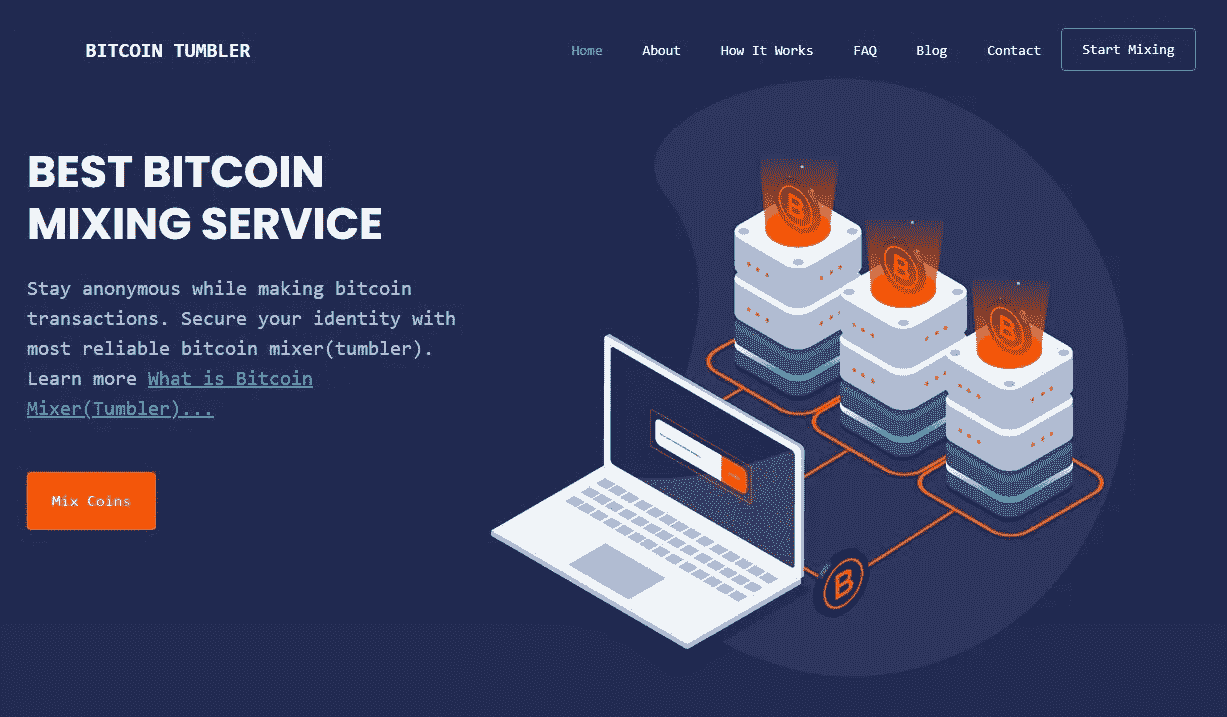 BITCOIN TUMBLER
Home About How It Works FAQ Blog Contact Start Mixing
BEST BITCOIN
MIXING SERVICE
Stay anonymous while making bitcoin
transactions. Secure your identity with
most reliable bitcoin mixer(tumbler).
Learn more What is Bitcoin
Mixer(Tumbler)...
Mix Coins